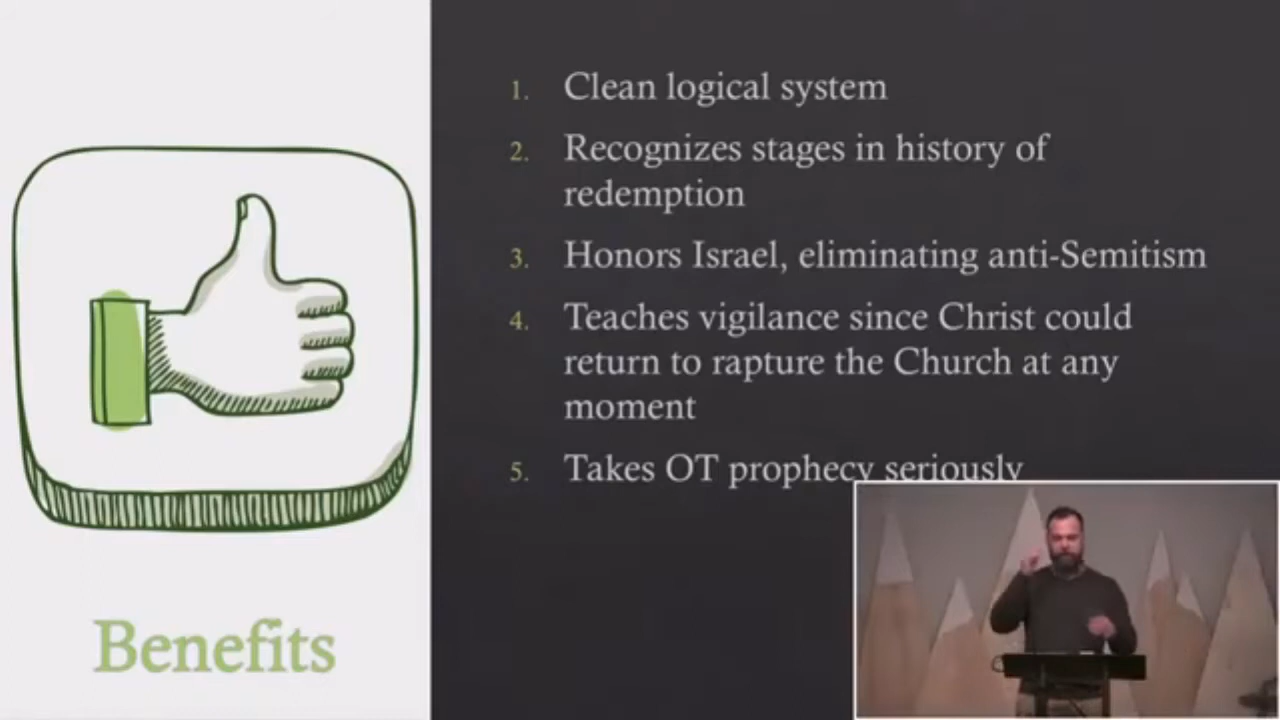 1. Clean logical system
2. Recognizes stages in history of
redemption
3. Honors Israel, eliminating anti-Semitism
4. Teaches vigilance since Christ could
return to rapture the Church at any
moment
5. Takes OT prophecy seriously
Benefits